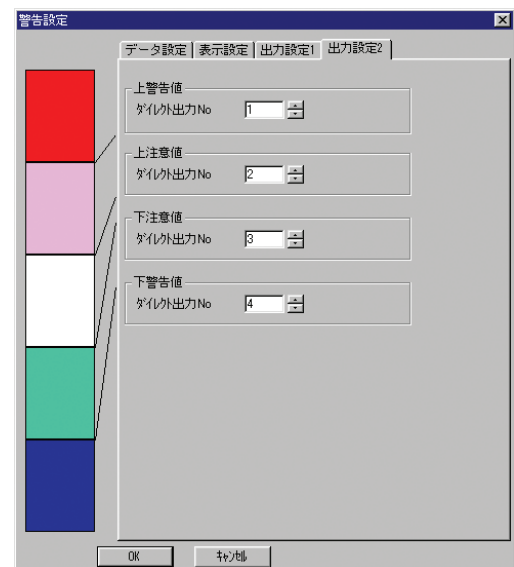 警告設定
データ設定 表示設定 出力設定1 出力設定2
上警告値
ﾀﾞｲﾚｸﾄ出力No 1
上注意値
ﾀﾞｲﾚｸﾄ出力No 2
下注意値
ﾀﾞｲﾚｸﾄ出力No 3
下警告値
ﾀﾞｲﾚｸﾄ出力No 4
OK ｷｬﾝｾﾙ